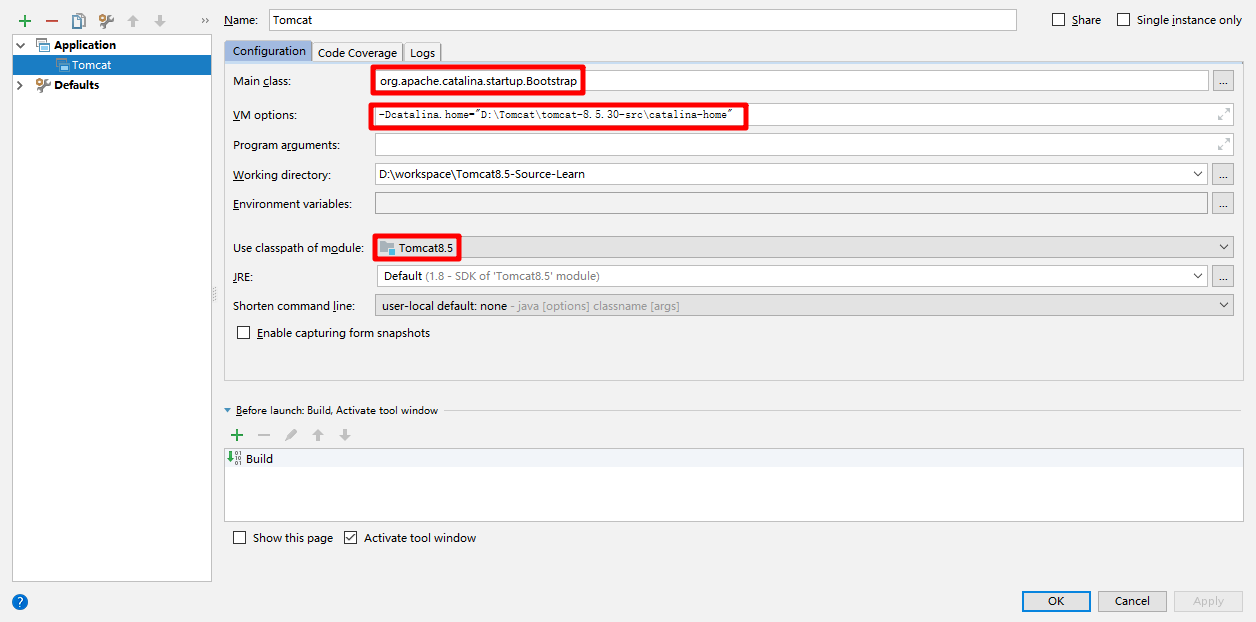 Name: Tomcat
Share
Single instance only
Application
Tomcat
Defaults
Configuration
Code Coverage
Logs
Main class: org.apache.catalina.startup.Bootstrap ...
VM options: -Dcatalina.home="D:\Tomcat\tomcat-8.5.30-src\catalina-home"
Program arguments:
Working directory: D:\workspace\Tomcat8.5-Source-Learn ...
Environment variables: ...
Use classpath of module: Tomcat8.5
JRE: Default (1.8 - SDK of 'Tomcat8.5' module) ...
Shorten command line: user-local default: none - java [options] classname [args]
Enable capturing form snapshots
Before launch: Build, Activate tool window
Build
Show this page
Activate tool window
?
OK
Cancel
Apply